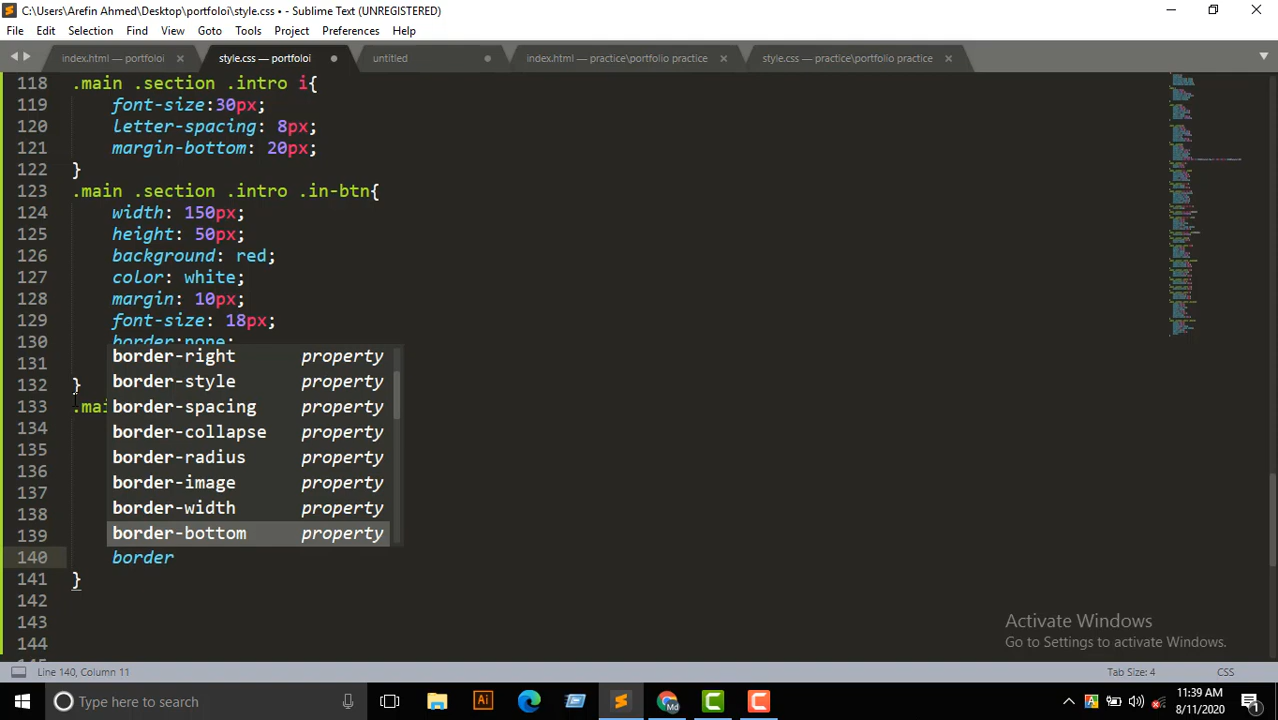 C:\Users\Arefin Ahmed\Desktop\portfoloi\style.css • - Sublime Text (UNREGISTERED)
File Edit Selection Find View Goto Tools Project Preferences Help
index.html — portfoloi style.css — portfoloi untitled index.html — practice\portfolio practice style.css — practice\portfolio practice
118 .main .section .intro i{
119 font-size:30px;
120 letter-spacing: 8px;
121 margin-bottom: 20px;
122 }
123 .main .section .intro .in-btn{
124 width: 150px;
125 height: 50px;
126 background: red;
127 color: white;
128 margin: 10px;
129 font-size: 18px;
130 border:none;
131
132 }
133 .mai
134
135
136
137
138
139
border-right property
border-style property
border-spacing property
border-collapse property
border-radius property
border-image property
border-width property
border-bottom property
140 border
141 }
142
143
144
Activate Windows
Go to Settings to activate Windows.
Line 140, Column 11 Tab Size: 4 CSS
Type here to search
11:39 AM
8/11/2020